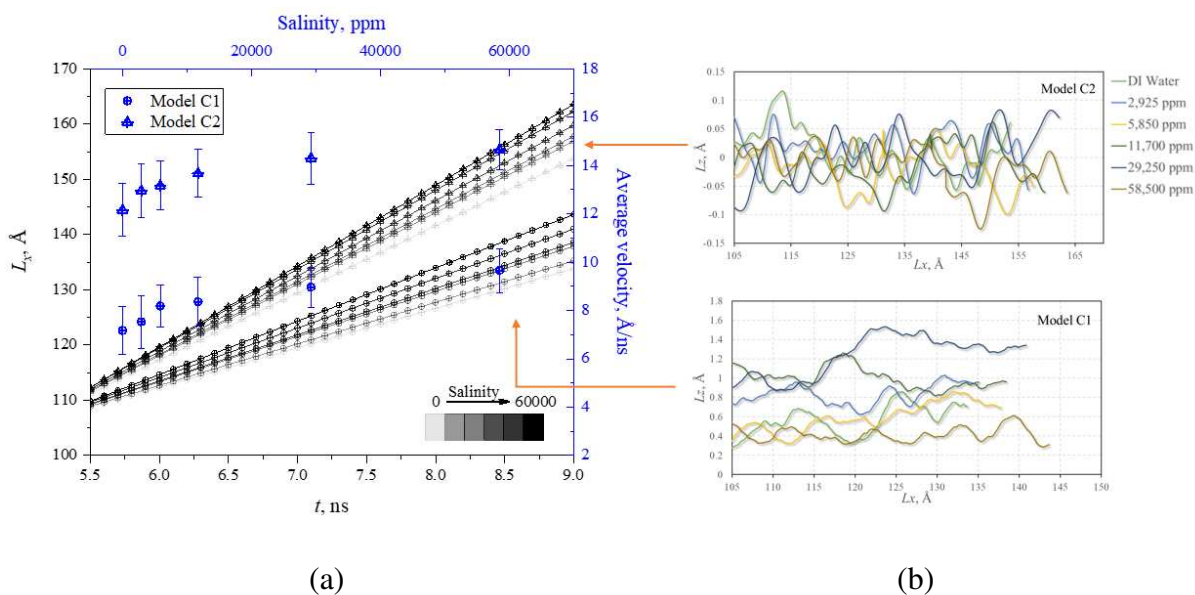 Salinity, ppm
0 20000 40000 60000
170
160
150
140
130
120
110
100
Lx, Å
Model C1
Model C2
18
16
14
12
10
8
6
4
2
Average velocity, Å/ns
Salinity
0 60000
5.5 6.0 6.5 7.0 7.5 8.0 8.5 9.0
t, ns
(a)
0.15
0.1
0.05
0
-0.05
-0.1
-0.15
Lz, Å
Model C2
105 115 125 135 145 155 165
Lx, Å
DI Water
2,925 ppm
5,850 ppm
11,700 ppm
29,250 ppm
58,500 ppm
1.8
1.6
1.4
1.2
1
0.8
0.6
0.4
0.2
0
Lz, Å
Model C1
105 110 115 120 125 130 135 140 145 150
Lx, Å
(b)